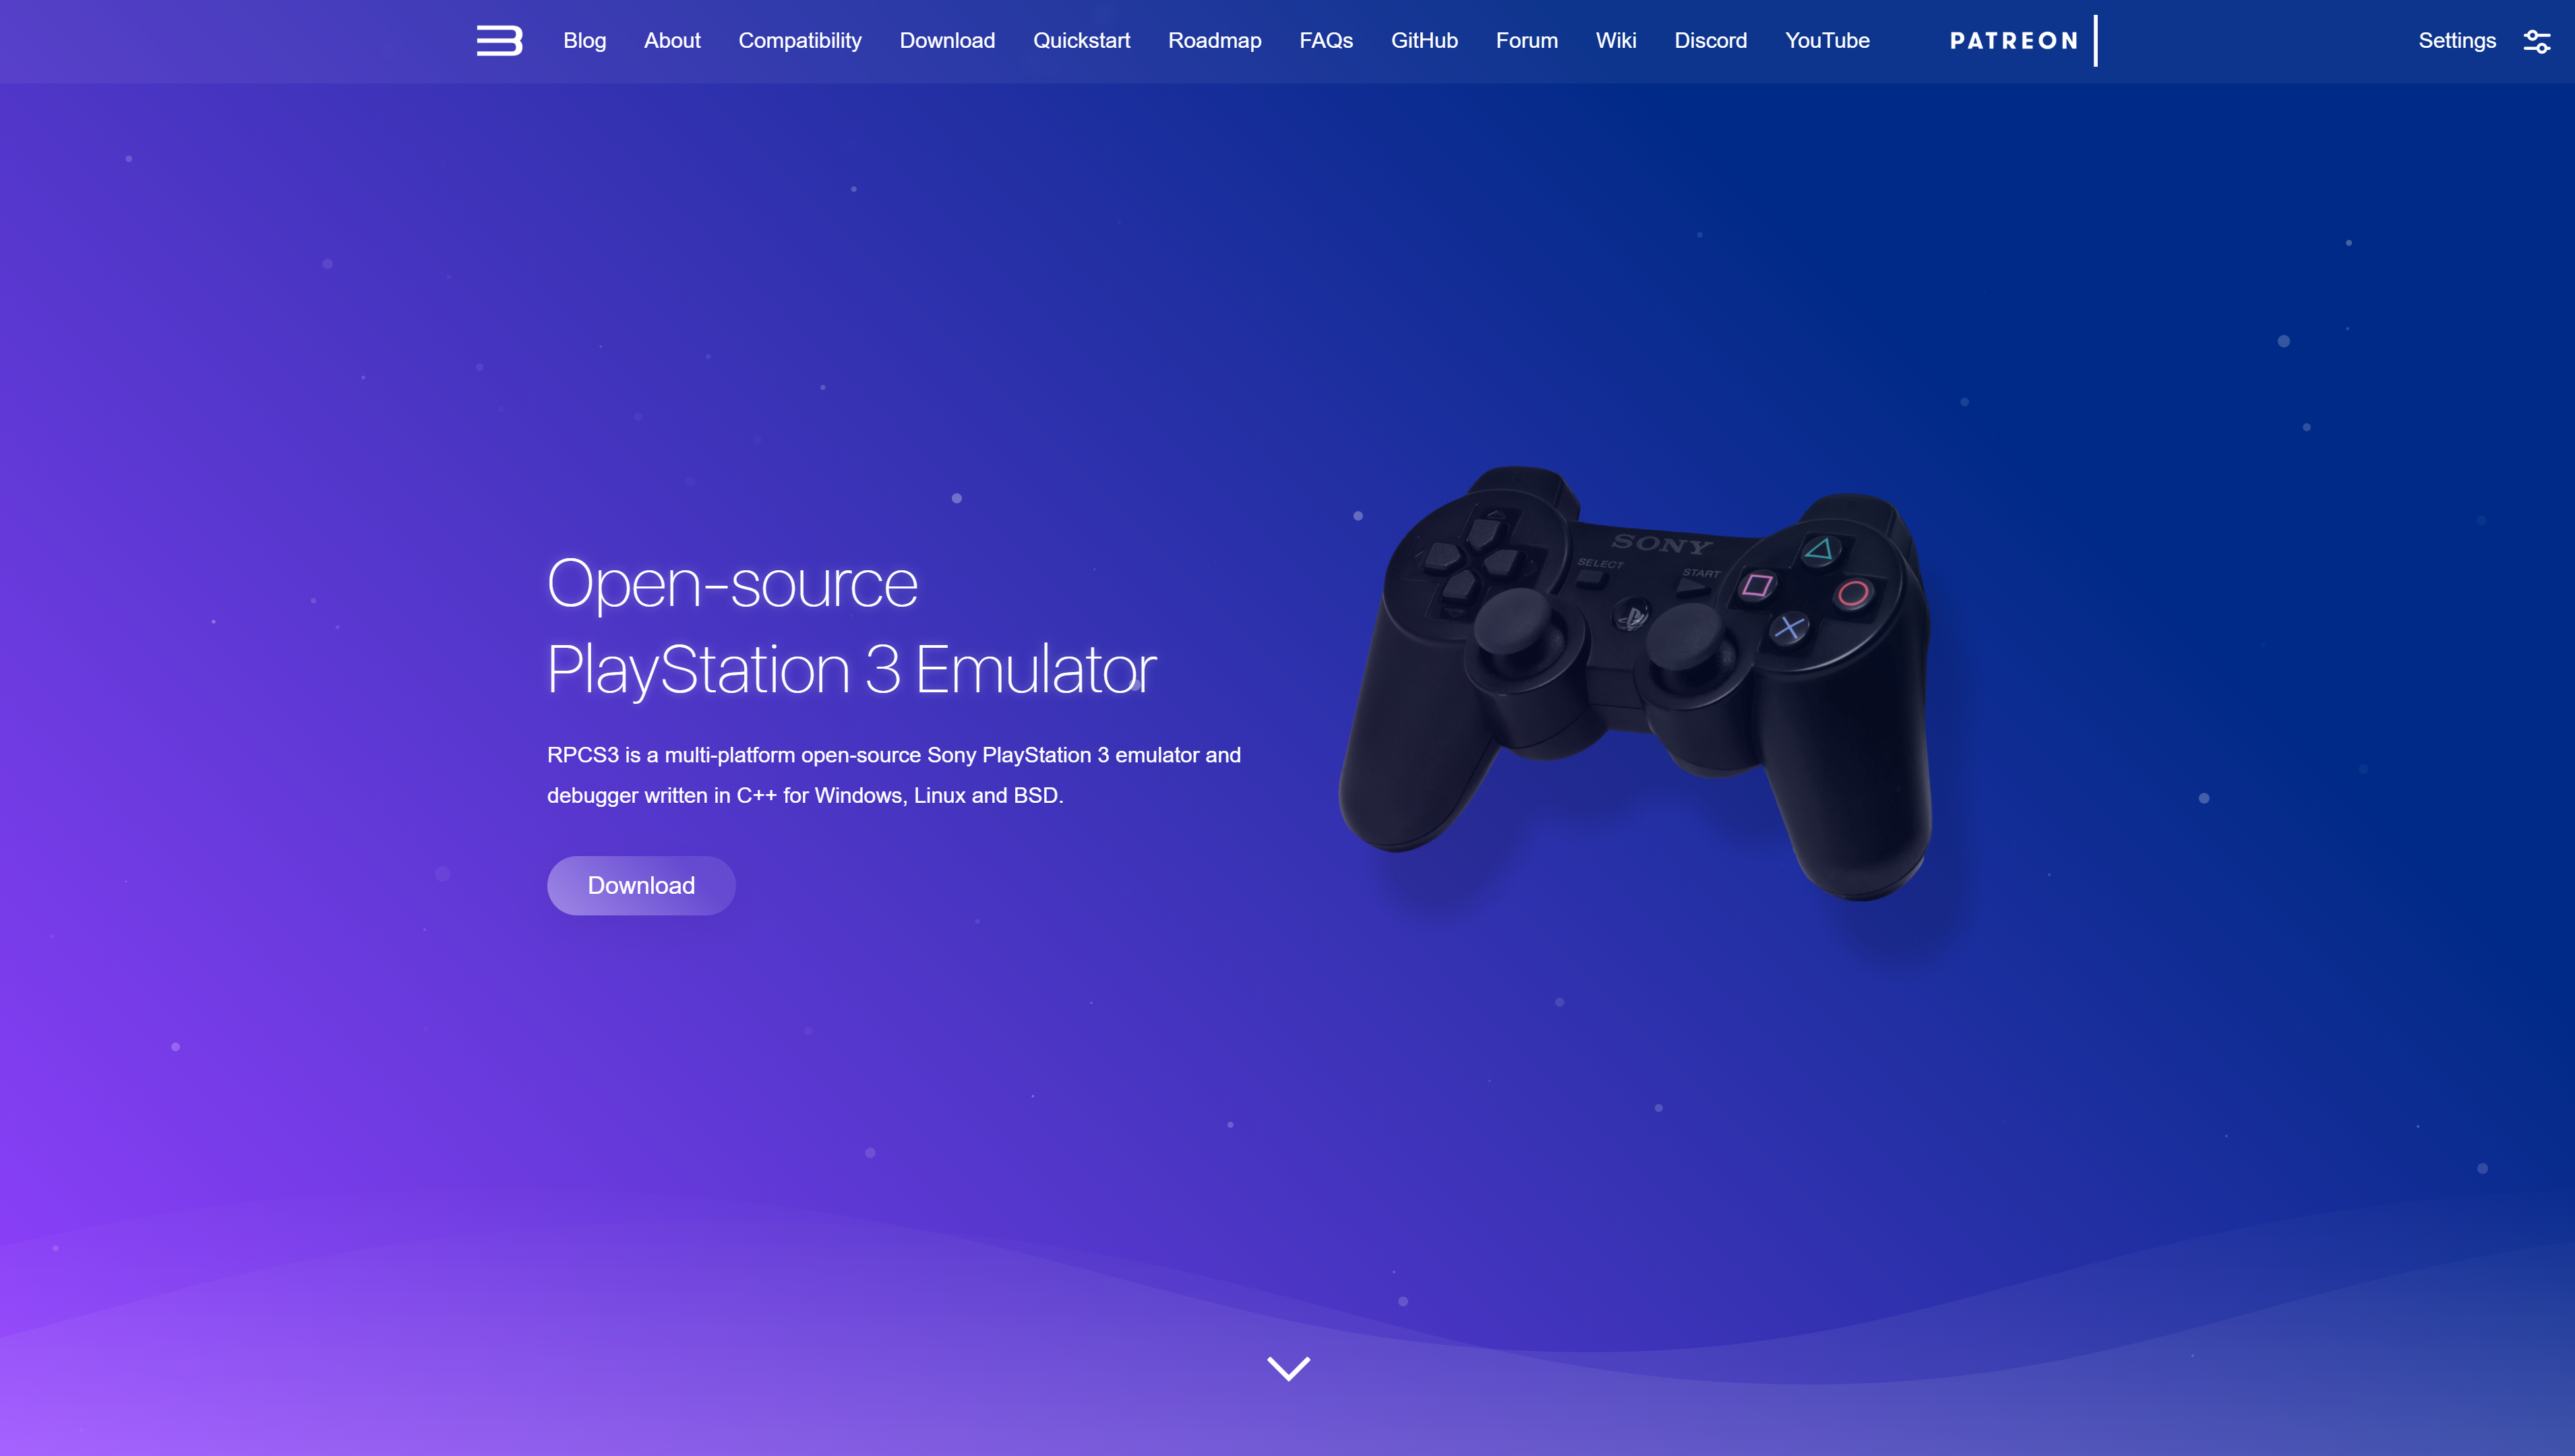 Blog About Compatibility Download Quickstart Roadmap FAQs GitHub Forum Wiki Discord YouTube PATREON Settings
Open-source
PlayStation 3 Emulator
RPCS3 is a multi-platform open-source Sony PlayStation 3 emulator and
debugger written in C++ for Windows, Linux and BSD.
Download
SONY
SELECT
START